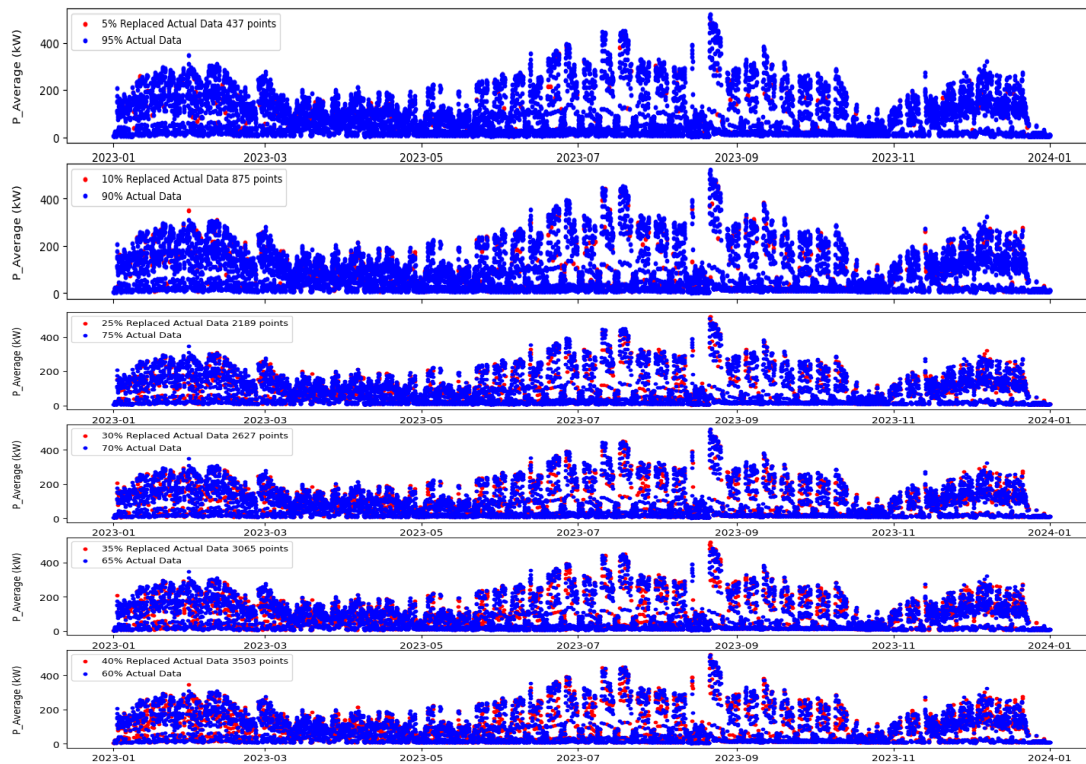 5% Replaced Actual Data 437 points
95% Actual Data
P_Average (kW)
400
200
0
2023-01 2023-03 2023-05 2023-07 2023-09 2023-11 2024-01
10% Replaced Actual Data 875 points
90% Actual Data
P_Average (kW)
400
200
0
2023-01 2023-03 2023-05 2023-07 2023-09 2023-11 2024-01
25% Replaced Actual Data 2189 points
75% Actual Data
P_Average (kW)
400
200
0
2023-01 2023-03 2023-05 2023-07 2023-09 2023-11 2024-01
30% Replaced Actual Data 2627 points
70% Actual Data
P_Average (kW)
400
200
0
2023-01 2023-03 2023-05 2023-07 2023-09 2023-11 2024-01
35% Replaced Actual Data 3065 points
65% Actual Data
P_Average (kW)
400
200
0
2023-01 2023-03 2023-05 2023-07 2023-09 2023-11 2024-01
40% Replaced Actual Data 3503 points
60% Actual Data
P_Average (kW)
400
200
0
2023-01 2023-03 2023-05 2023-07 2023-09 2023-11 2024-01